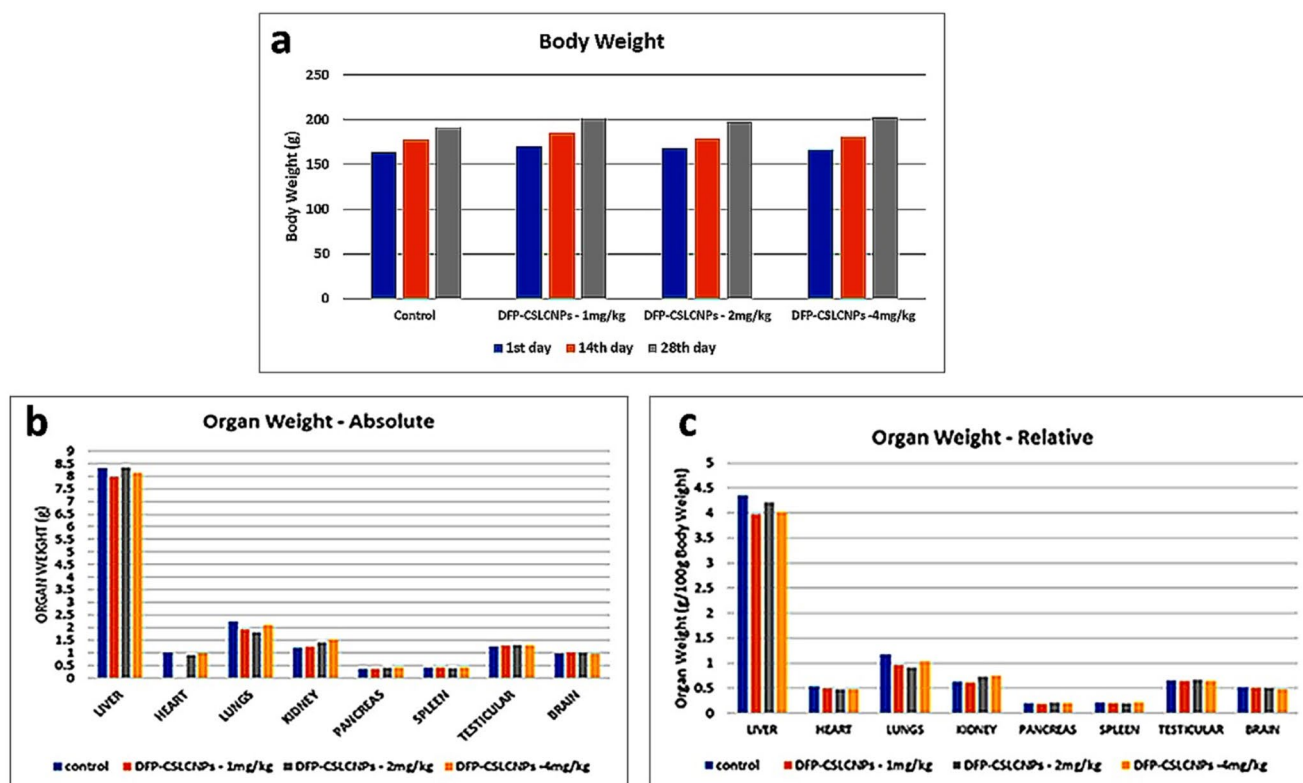 a
Body Weight
Body Weight (g)
250
200
150
100
50
0
Control DFP-CSLCNPs - 1mg/kg DFP-CSLCNPs - 2mg/kg DFP-CSLCNPs -4mg/kg
1st day 14th day 28th day
b
Organ Weight - Absolute
ORGAN WEIGHT (g)
9
8.5
8
7.5
7
6.5
6
5.5
5
4.5
4
3.5
3
2.5
2
1.5
1
0.5
0
LIVER HEART LUNGS KIDNEY PANCREAS SPLEEN TESTICULAR BRAIN
control DFP-CSLCNPs - 1mg/kg DFP-CSLCNPs - 2mg/kg DFP-CSLCNPs -4mg/kg
c
Organ Weight - Relative
Organ Weight (g/100g Body Weight)
5
4.5
4
3.5
3
2.5
2
1.5
1
0.5
0
LIVER HEART LUNGS KIDNEY PANCREAS SPLEEN TESTICULAR BRAIN
control DFP-CSLCNPs - 1mg/kg DFP-CSLCNPs - 2mg/kg DFP-CSLCNPs -4mg/kg